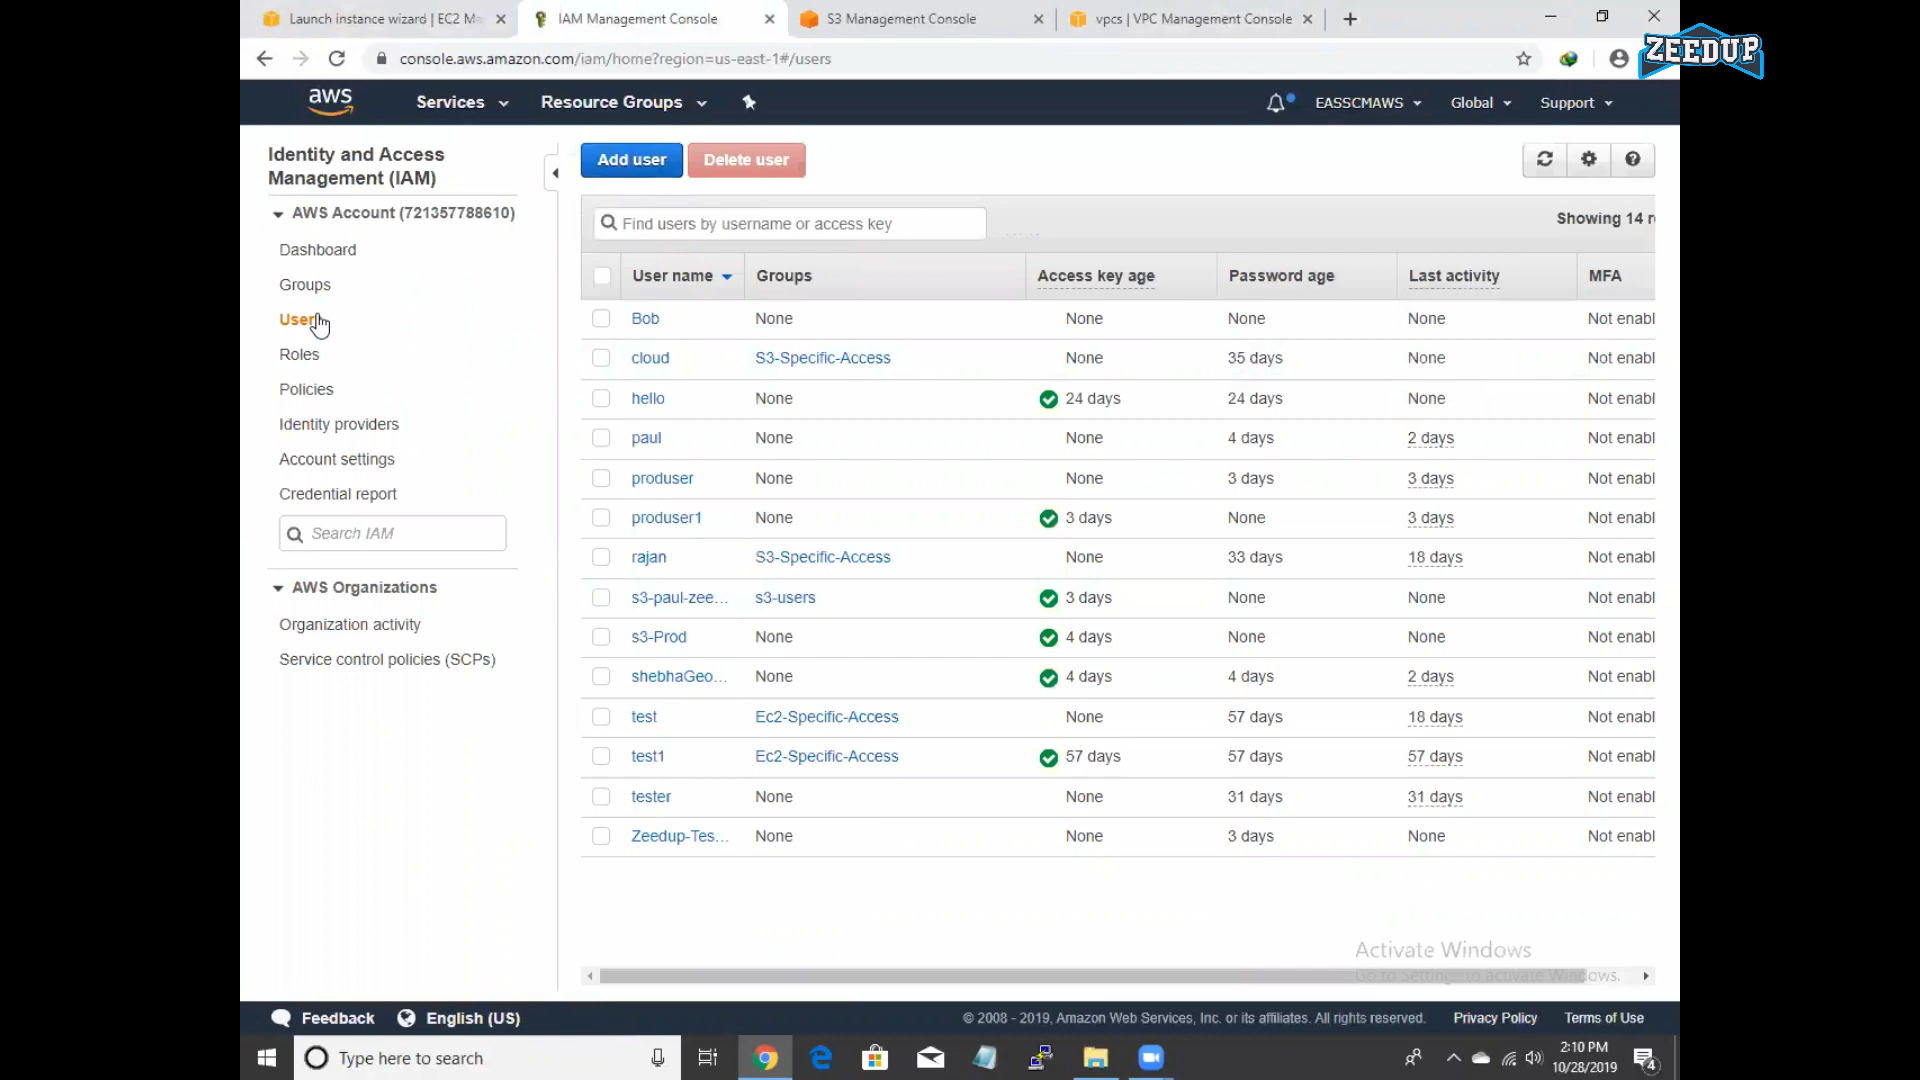 Launch instance wizard | EC2 Ma
IAM Management Console
S3 Management Console
vpcs | VPC Management Console
console.aws.amazon.com/iam/home?region=us-east-1#/users
ZEEDUP
aws
Services
Resource Groups
EASSCMAWS
Global
Support
Identity and Access
Management (IAM)
AWS Account (721357788610)
Dashboard
Groups
User
Roles
Policies
Identity providers
Account settings
Credential report
Search IAM
AWS Organizations
Organization activity
Service control policies (SCPs)
Add user
Delete user
Find users by username or access key
Showing 14 r
User name Groups Access key age Password age Last activity MFA
Bob None None None None Not enabl
cloud S3-Specific-Access None 35 days None Not enabl
hello None 24 days 24 days None Not enabl
paul None None 4 days 2 days Not enabl
produser None None 3 days 3 days Not enabl
produser1 None 3 days None 3 days Not enabl
rajan S3-Specific-Access None 33 days 18 days Not enabl
s3-paul-zee... s3-users 3 days None None Not enabl
s3-Prod None 4 days None None Not enabl
shebhaGeo... None 4 days 4 days 2 days Not enabl
test Ec2-Specific-Access None 57 days 18 days Not enabl
test1 Ec2-Specific-Access 57 days 57 days 57 days Not enabl
tester None None 31 days 31 days Not enabl
Zeedup-Tes... None None 3 days None Not enabl
Activate Windows
Go to Settings to activate Windows.
Feedback
English (US)
© 2008 - 2019, Amazon Web Services, Inc. or its affiliates. All rights reserved.
Privacy Policy
Terms of Use
Type here to search
2:10 PM
10/28/2019
4